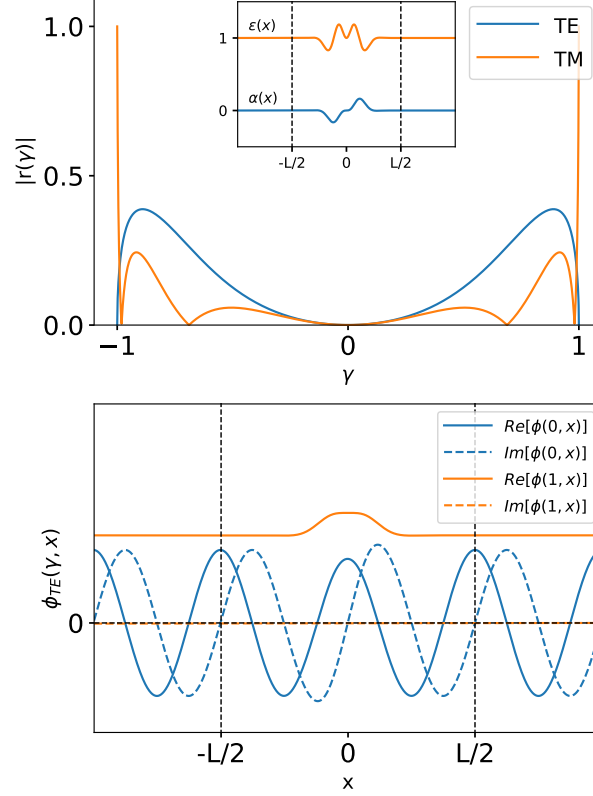 1.0
0.5
0.0
|r(γ)|
ε(x)
1
α(x)
0
-L/2
0
L/2
TE
TM
−1
0
1
γ
Re[ϕ(0, x)]
Im[ϕ(0, x)]
Re[ϕ(1, x)]
Im[ϕ(1, x)]
ϕTE(γ, x)
0
-L/2
0
L/2
x